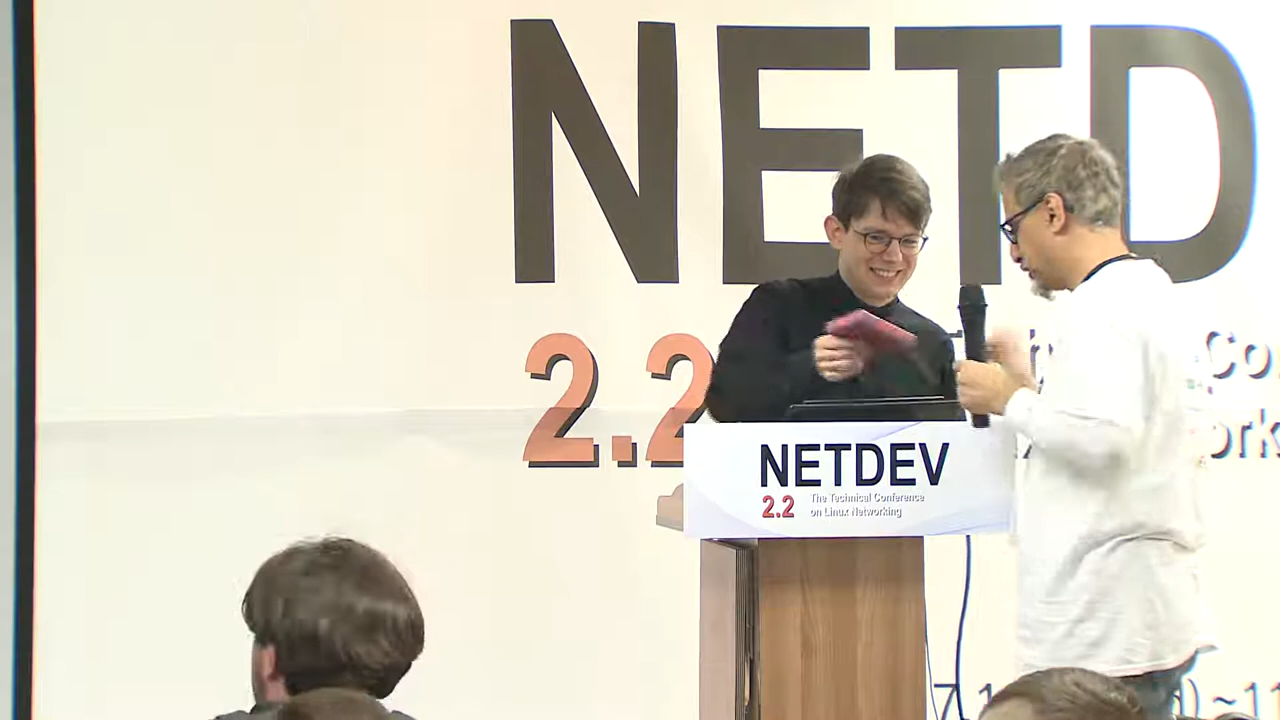 NETD
2.2
NETDEV
2.2
The Technical Conference
on Linux Networking